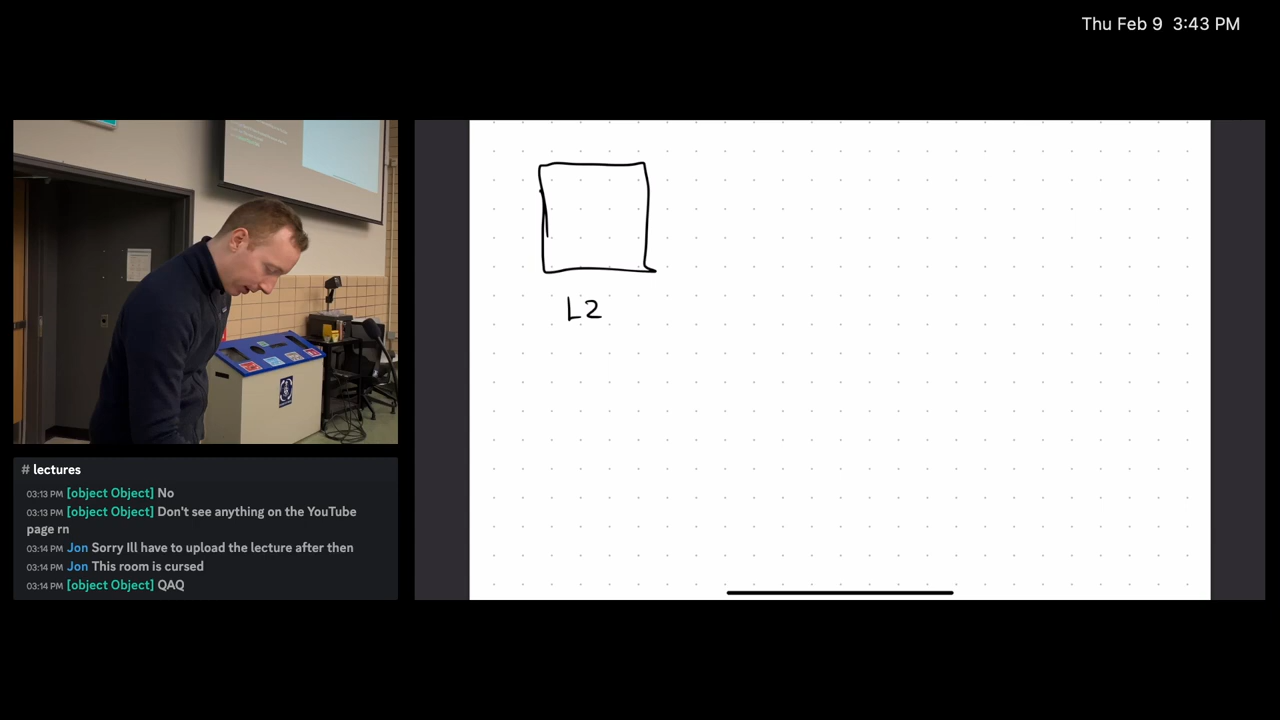 Thu Feb 9 3:43 PM
L2
# lectures
03:13 PM [object Object] No
03:13 PM [object Object] Don't see anything on the YouTube
page rn
03:14 PM Jon Sorry Ill have to upload the lecture after then
03:14 PM Jon This room is cursed
03:14 PM [object Object] QAQ